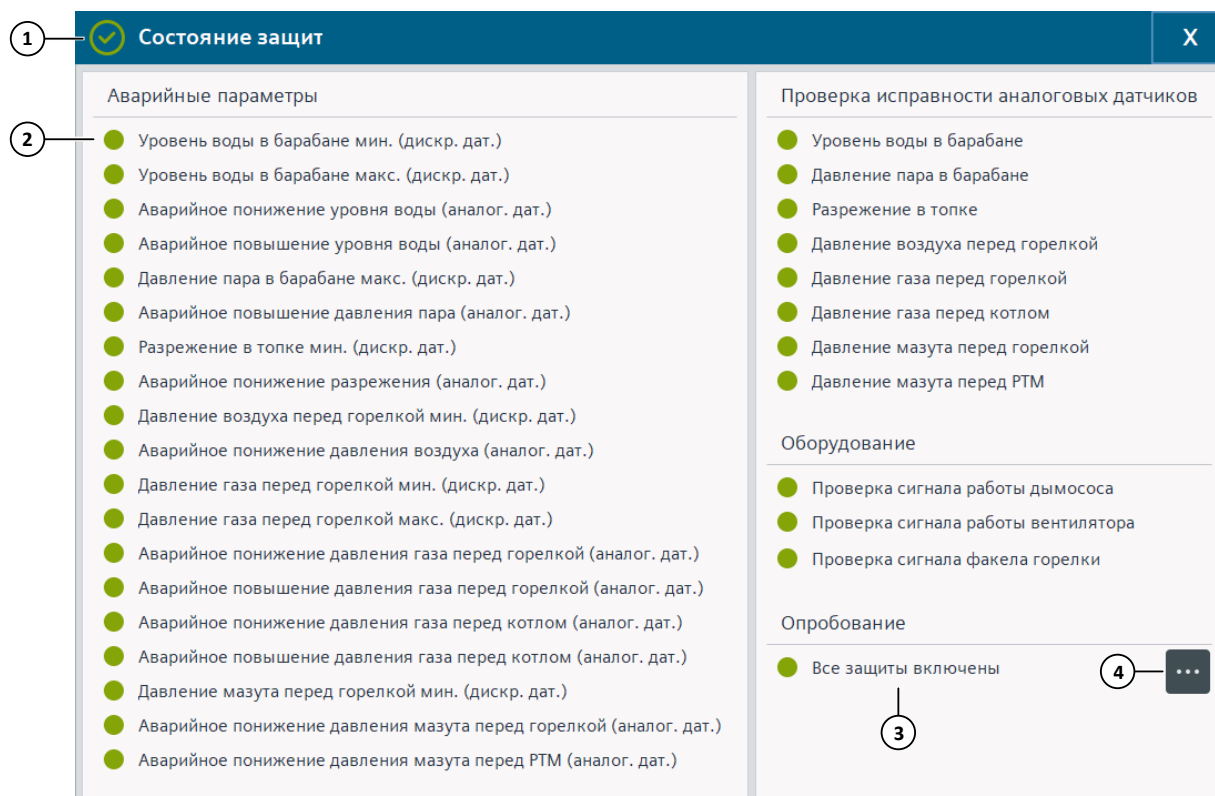 1
Состояние защит
X
Аварийные параметры
2
Уровень воды в барабане мин. (дискр. дат.)
Уровень воды в барабане макс. (дискр. дат.)
Аварийное понижение уровня воды (аналог. дат.)
Аварийное повышение уровня воды (аналог. дат.)
Давление пара в барабане макс. (дискр. дат.)
Аварийное повышение давления пара (аналог. дат.)
Разрежение в топке мин. (дискр. дат.)
Аварийное понижение разрежения (аналог. дат.)
Давление воздуха перед горелкой мин. (дискр. дат.)
Аварийное понижение давления воздуха (аналог. дат.)
Давление газа перед горелкой мин. (дискр. дат.)
Давление газа перед горелкой макс. (дискр. дат.)
Аварийное понижение давления газа перед горелкой (аналог. дат.)
Аварийное повышение давления газа перед горелкой (аналог. дат.)
Аварийное понижение давления газа перед котлом (аналог. дат.)
Аварийное повышение давления газа перед котлом (аналог. дат.)
Давление мазута перед горелкой мин. (дискр. дат.)
Аварийное понижение давления мазута перед горелкой (аналог. дат.)
Аварийное понижение давления мазута перед РТМ (аналог. дат.)
Проверка исправности аналоговых датчиков
Уровень воды в барабане
Давление пара в барабане
Разрежение в топке
Давление воздуха перед горелкой
Давление газа перед горелкой
Давление газа перед котлом
Давление мазута перед горелкой
Давление мазута перед РТМ
Оборудование
Проверка сигнала работы дымососа
Проверка сигнала работы вентилятора
Проверка сигнала факела горелки
Опробование
Все защиты включены
4
...
3